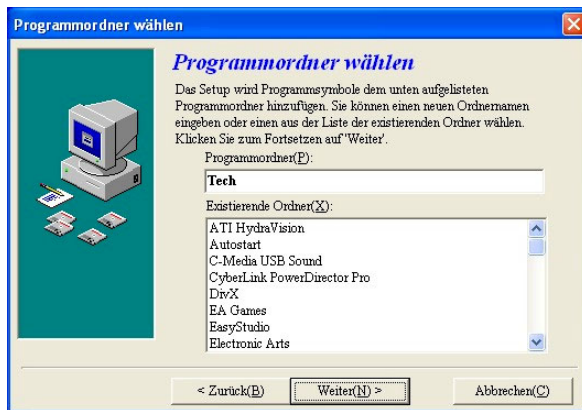 Programmordner wählen
Programmordner wählen
Das Setup wird Programmsymbole dem unten aufgelisteten
Programmordner hinzufügen. Sie können einen neuen Ordnernamen
eingeben oder einen aus der Liste der existierenden Ordner wählen.
Klicken Sie zum Fortsetzen auf 'Weiter'.
Programmordner(P):
Tech
Existierende Ordner(X):
ATI HydraVision
Autostart
C-Media USB Sound
CyberLink PowerDirector Pro
DivX
EA Games
EasyStudio
Electronic Arts
< Zurück(B)
Weiter(N) >
Abbrechen(C)